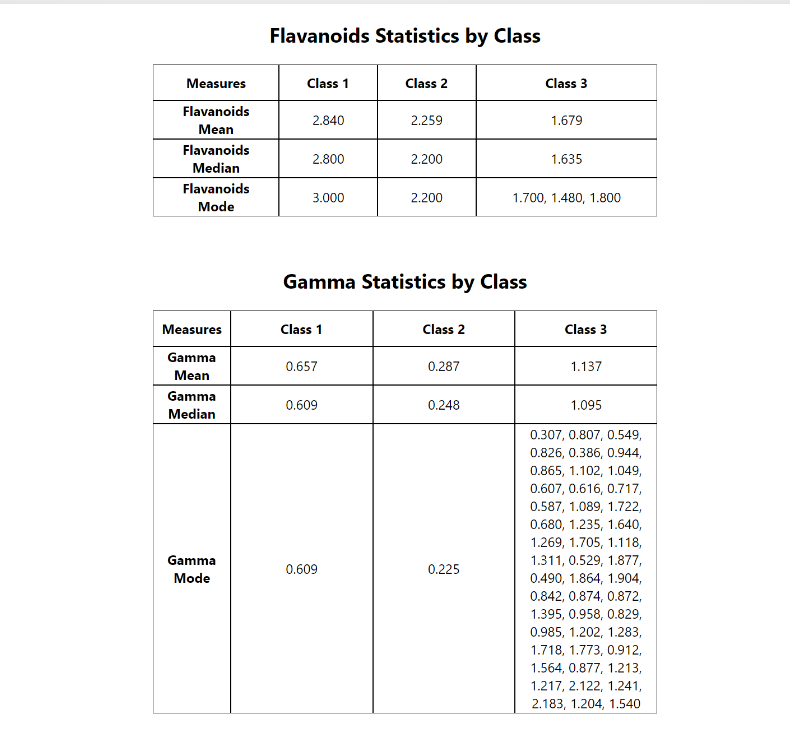 Flavanoids Statistics by Class
Measures Class 1 Class 2 Class 3
Flavanoids
Mean 2.840 2.259 1.679
Flavanoids
Median 2.800 2.200 1.635
Flavanoids
Mode 3.000 2.200 1.700, 1.480, 1.800
Gamma Statistics by Class
Measures Class 1 Class 2 Class 3
Gamma
Mean 0.657 0.287 1.137
Gamma
Median 0.609 0.248 1.095
Gamma
Mode 0.609 0.225
0.307, 0.807, 0.549,
0.826, 0.386, 0.944,
0.865, 1.102, 1.049,
0.607, 0.616, 0.717,
0.587, 1.089, 1.722,
0.680, 1.235, 1.640,
1.269, 1.705, 1.118,
1.311, 0.529, 1.877,
0.490, 1.864, 1.904,
0.842, 0.874, 0.872,
1.395, 0.958, 0.829,
0.985, 1.202, 1.283,
1.718, 1.773, 0.912,
1.564, 0.877, 1.213,
1.217, 2.122, 1.241,
2.183, 1.204, 1.540